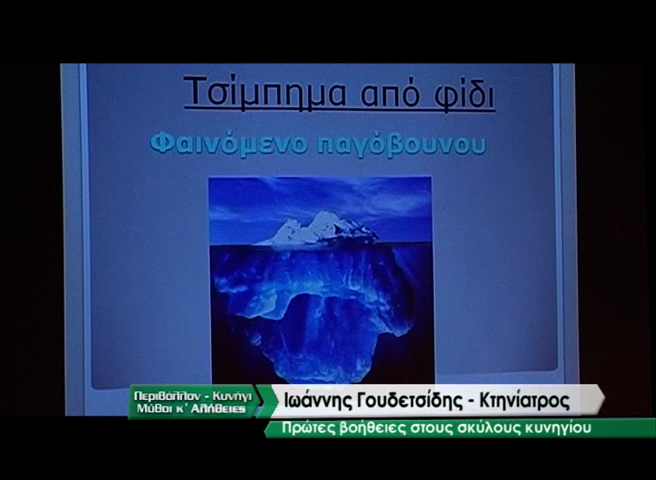 Τσίμπημα από φίδι
Φαινόμενο παγόβουνου
Περιβάλλον - Κυνήγι
Μύθοι κ' Αλήθειες
Ιωάννης Γουδετσίδης - Κτηνίατρος
Πρώτες βοήθειες στους σκύλους κυνηγίου